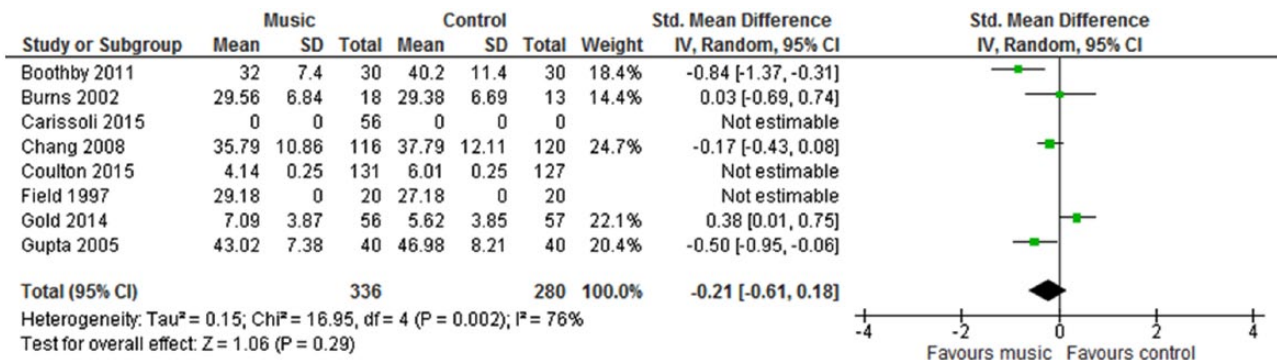 Music Control Std. Mean Difference Std. Mean Difference
Study or Subgroup Mean SD Total Mean SD Total Weight IV, Random, 95% CI IV, Random, 95% CI
Boothby 2011 32 7.4 30 40.2 11.4 30 18.4% -0.84 [-1.37, -0.31]
Burns 2002 29.56 6.84 18 29.38 6.69 13 14.4% 0.03 [-0.69, 0.74]
Carissoli 2015 0 0 56 0 0 0 Not estimable
Chang 2008 35.79 10.86 116 37.79 12.11 120 24.7% -0.17 [-0.43, 0.08]
Coulton 2015 4.14 0.25 131 6.01 0.25 127 Not estimable
Field 1997 29.18 0 20 27.18 0 20 Not estimable
Gold 2014 7.09 3.87 56 5.62 3.85 57 22.1% 0.38 [0.01, 0.75]
Gupta 2005 43.02 7.38 40 46.98 8.21 40 20.4% -0.50 [-0.95, -0.06]
Total (95% CI) 336 280 100.0% -0.21 [-0.61, 0.18]
Heterogeneity: Tau² = 0.15; Chi² = 16.95, df = 4 (P = 0.002); I² = 76%
Test for overall effect: Z = 1.06 (P = 0.29)
-4 -2 0 2 4
Favours music Favours control